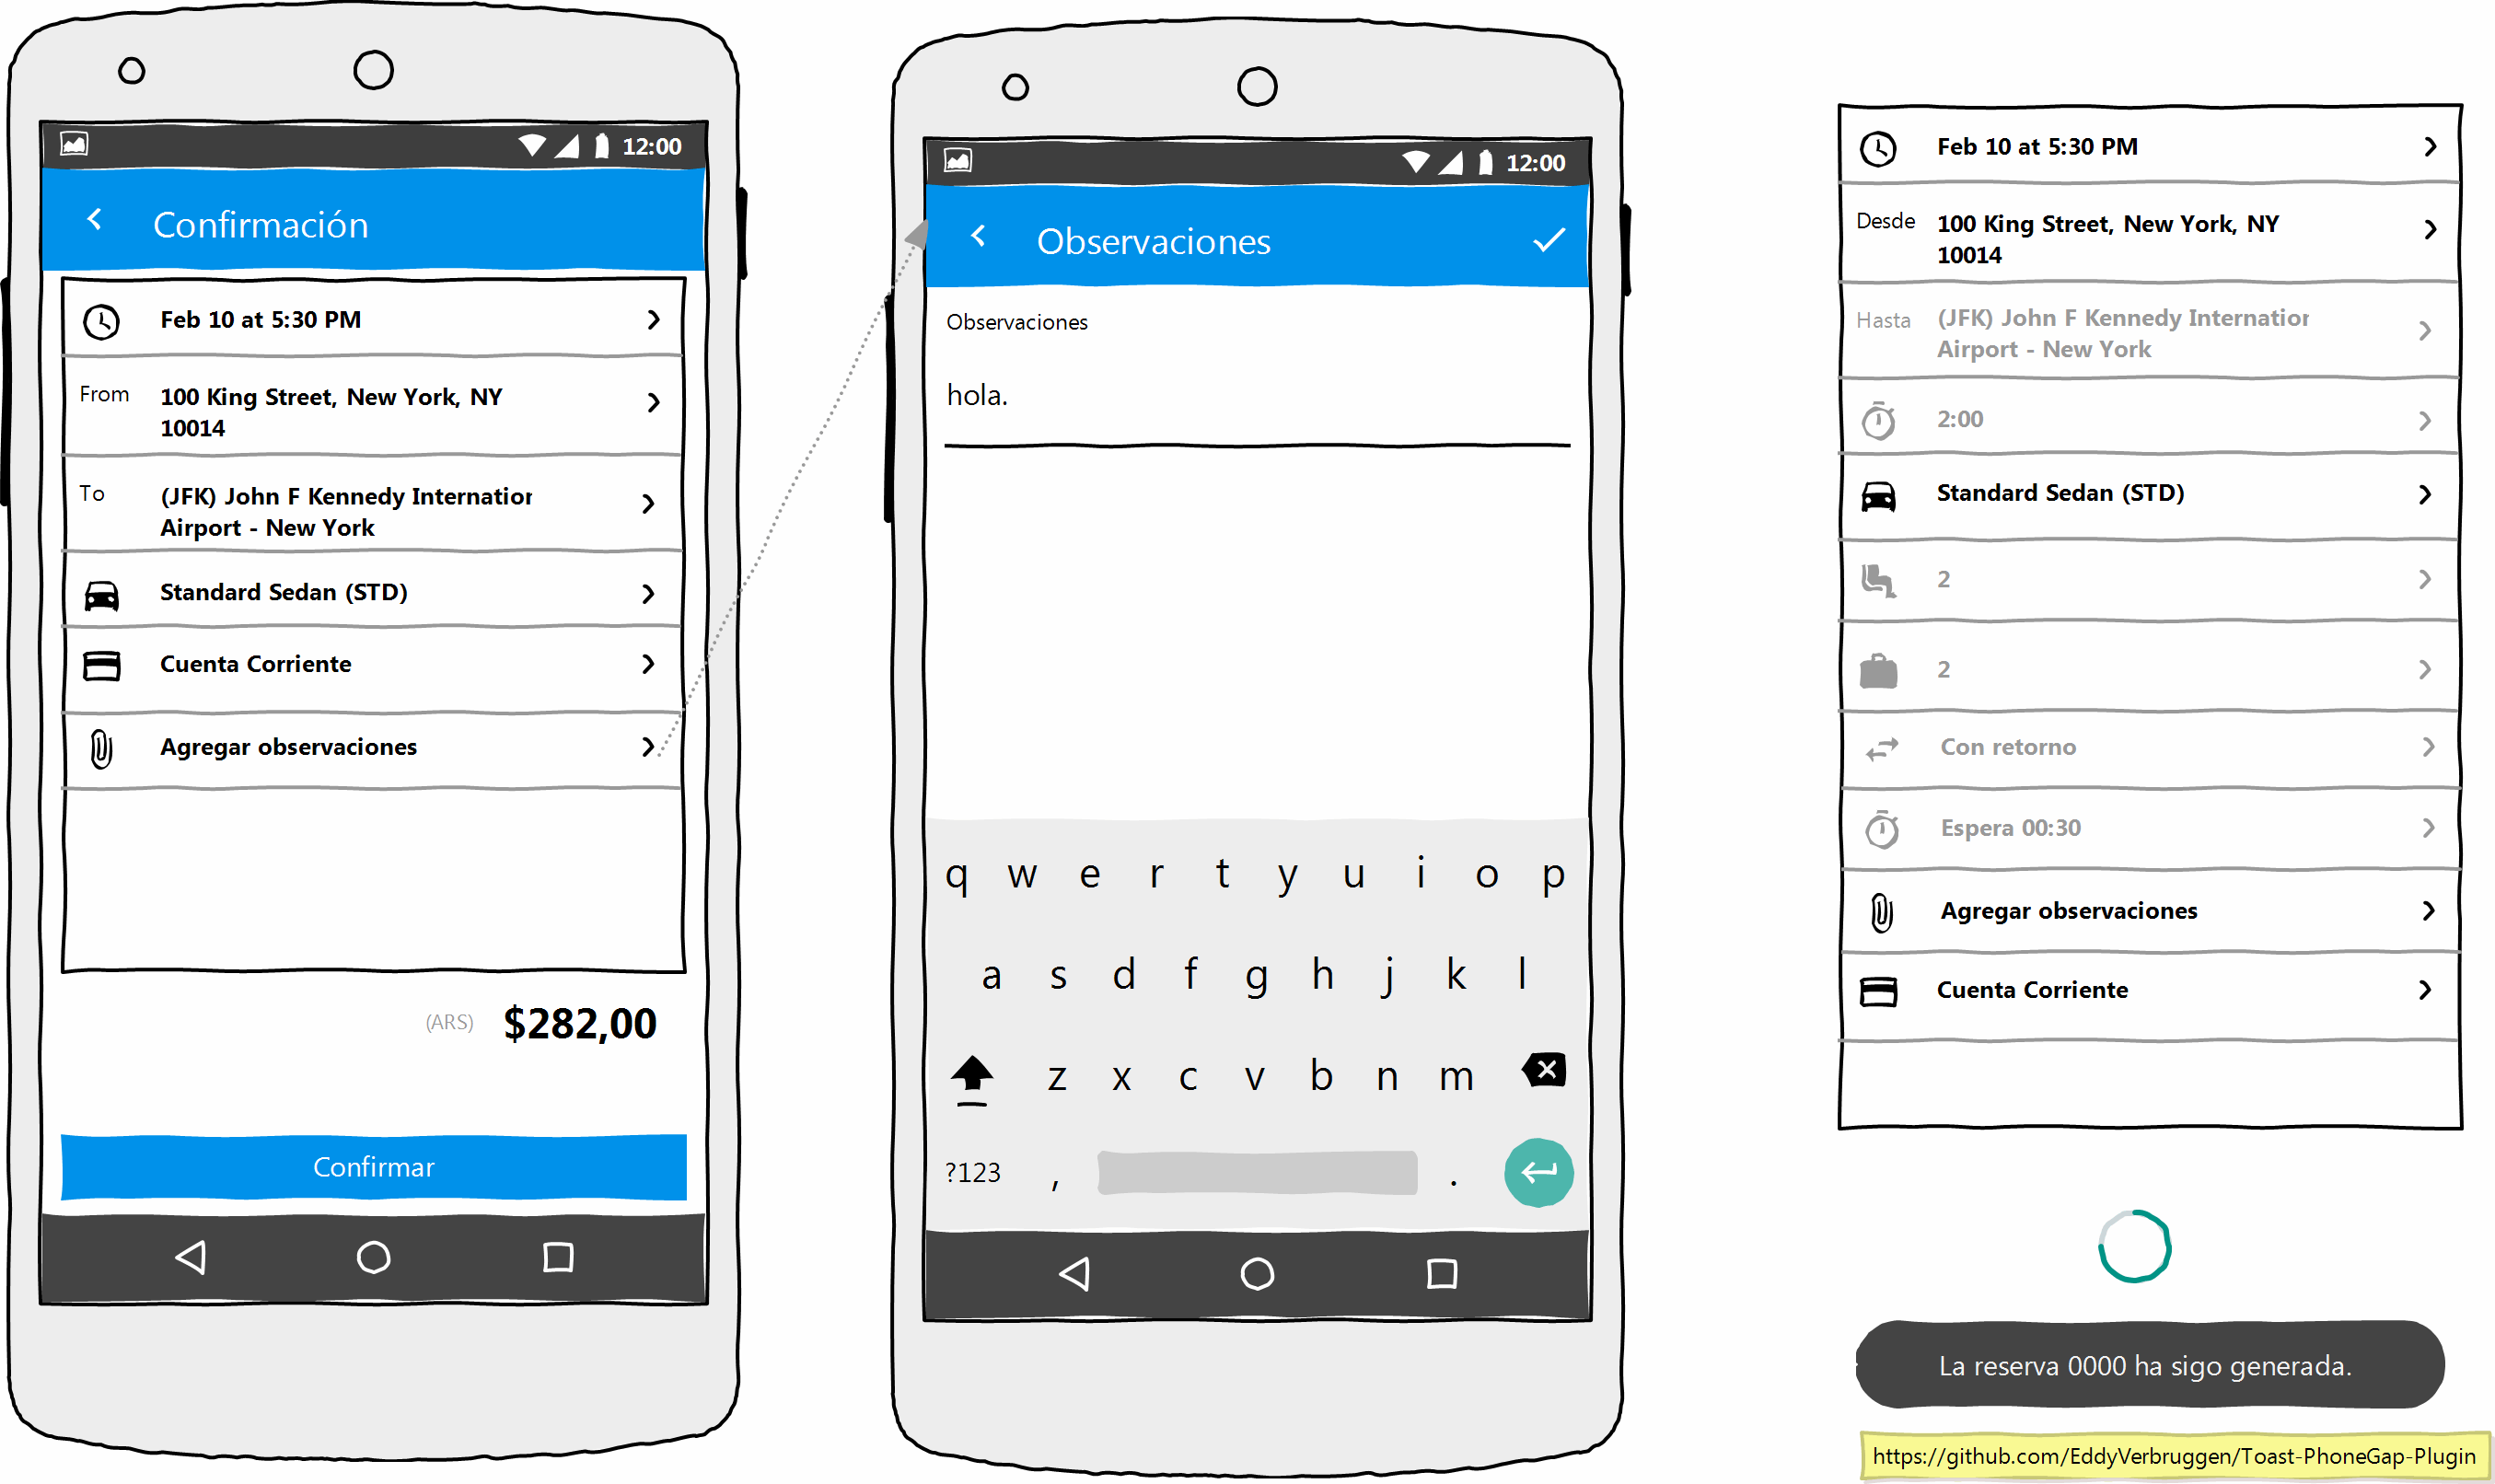 12:00
Confirmación
Feb 10 at 5:30 PM
From
100 King Street, New York, NY
10014
To
(JFK) John F Kennedy Internation
Airport - New York
Standard Sedan (STD)
Cuenta Corriente
Agregar observaciones
(ARS) $282,00
Confirmar
12:00
Observaciones
Observaciones
hola.
q w e r t y u i o p
a s d f g h j k l
z x c v b n m
?123 , .
Feb 10 at 5:30 PM
Desde
100 King Street, New York, NY
10014
Hasta
(JFK) John F Kennedy Internation
Airport - New York
2:00
Standard Sedan (STD)
2
2
Con retorno
Espera 00:30
Agregar observaciones
Cuenta Corriente
La reserva 0000 ha sigo generada.
https://github.com/EddyVerbruggen/Toast-PhoneGap-Plugin